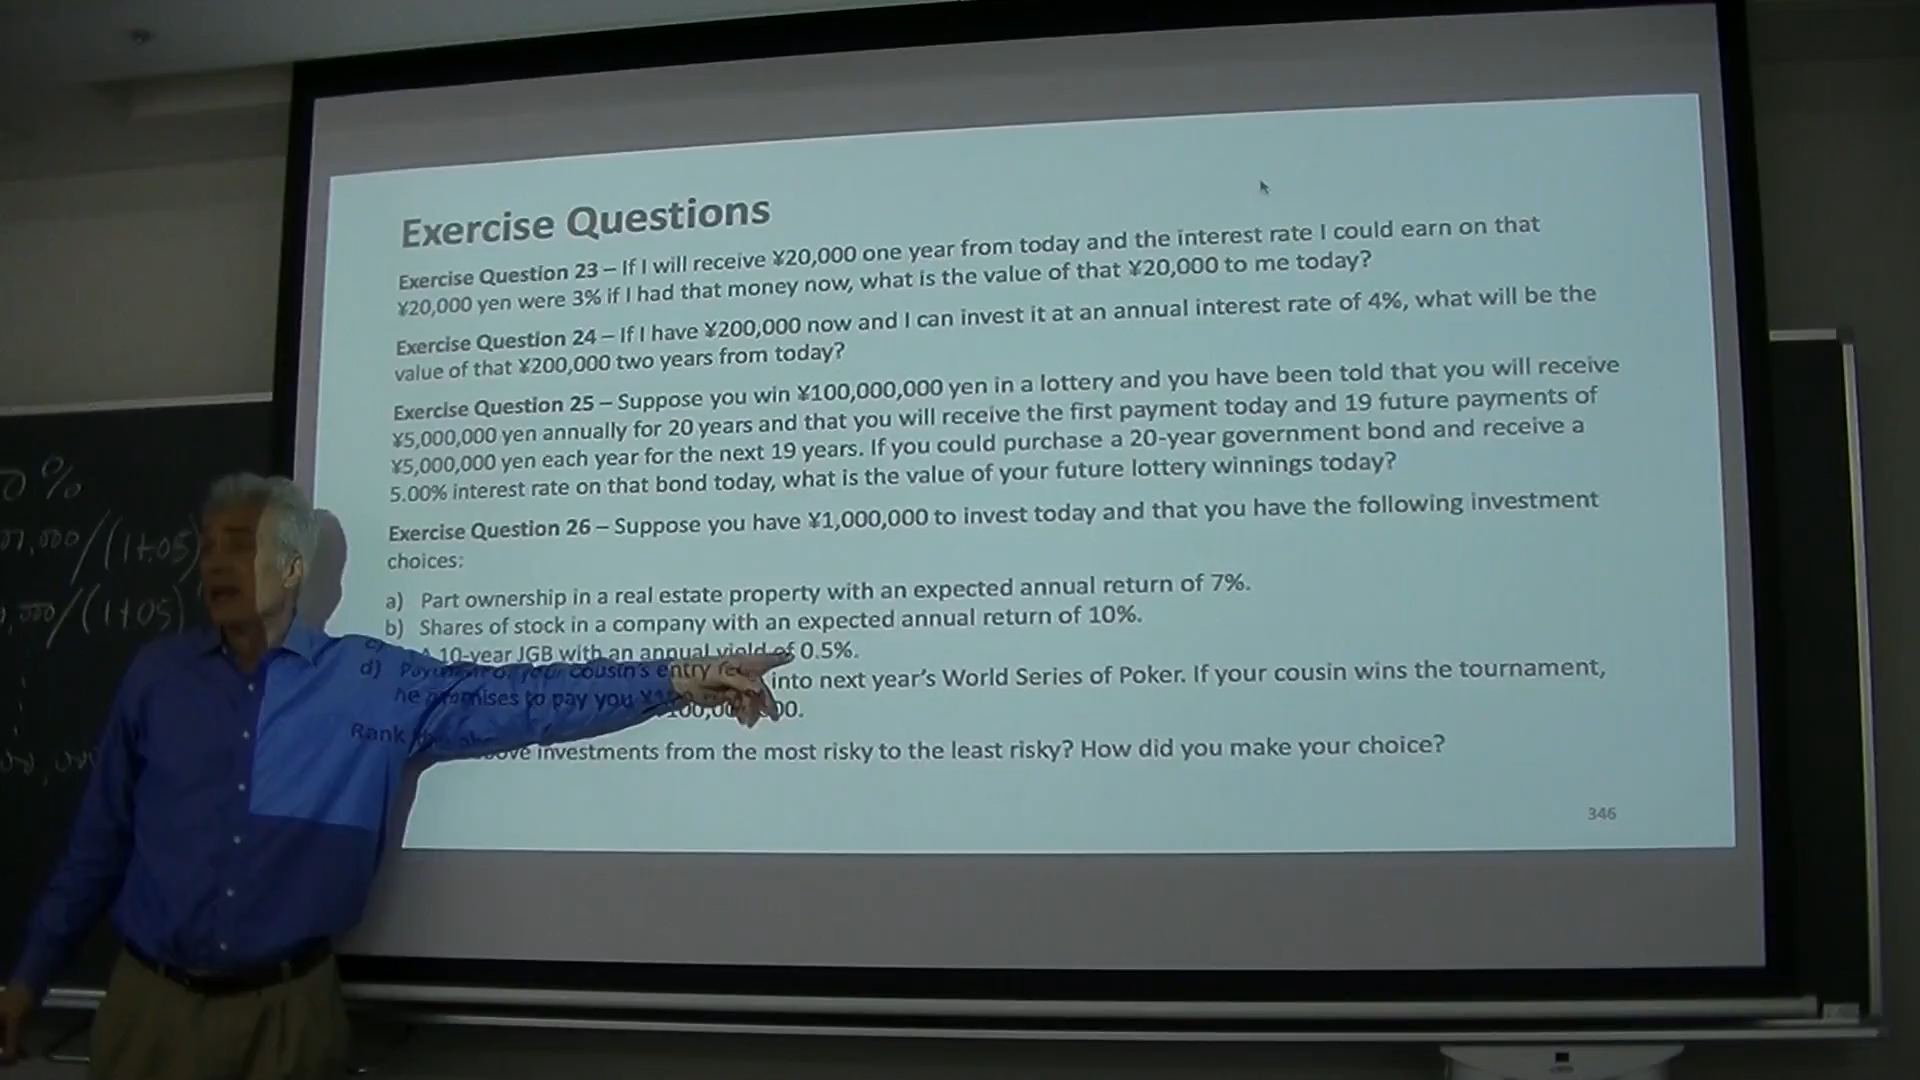 Exercise Questions
Exercise Question 23 – If I will receive ¥20,000 one year from today and the interest rate I could earn on that
¥20,000 yen were 3% if I had that money now, what is the value of that ¥20,000 to me today?
Exercise Question 24 – If I have ¥200,000 now and I can invest it at an annual interest rate of 4%, what will be the
value of that ¥200,000 two years from today?
Exercise Question 25 – Suppose you win ¥100,000,000 yen in a lottery and you have been told that you will receive
¥5,000,000 yen annually for 20 years and that you will receive the first payment today and 19 future payments of
¥5,000,000 yen each year for the next 19 years. If you could purchase a 20-year government bond and receive a
5.00% interest rate on that bond today, what is the value of your future lottery winnings today?
Exercise Question 26 – Suppose you have ¥1,000,000 to invest today and that you have the following investment
choices:
a) Part ownership in a real estate property with an expected annual return of 7%.
b) Shares of stock in a company with an expected annual return of 10%.
c) A 10-year JGB with an annual yield of 0.5%.
d) your cousin's entry into next year's World Series of Poker. If your cousin wins the tournament,
he promises to pay you
Rank investments from the most risky to the least risky? How did you make your choice?
346
0%
/(1+05)
/(1+05)